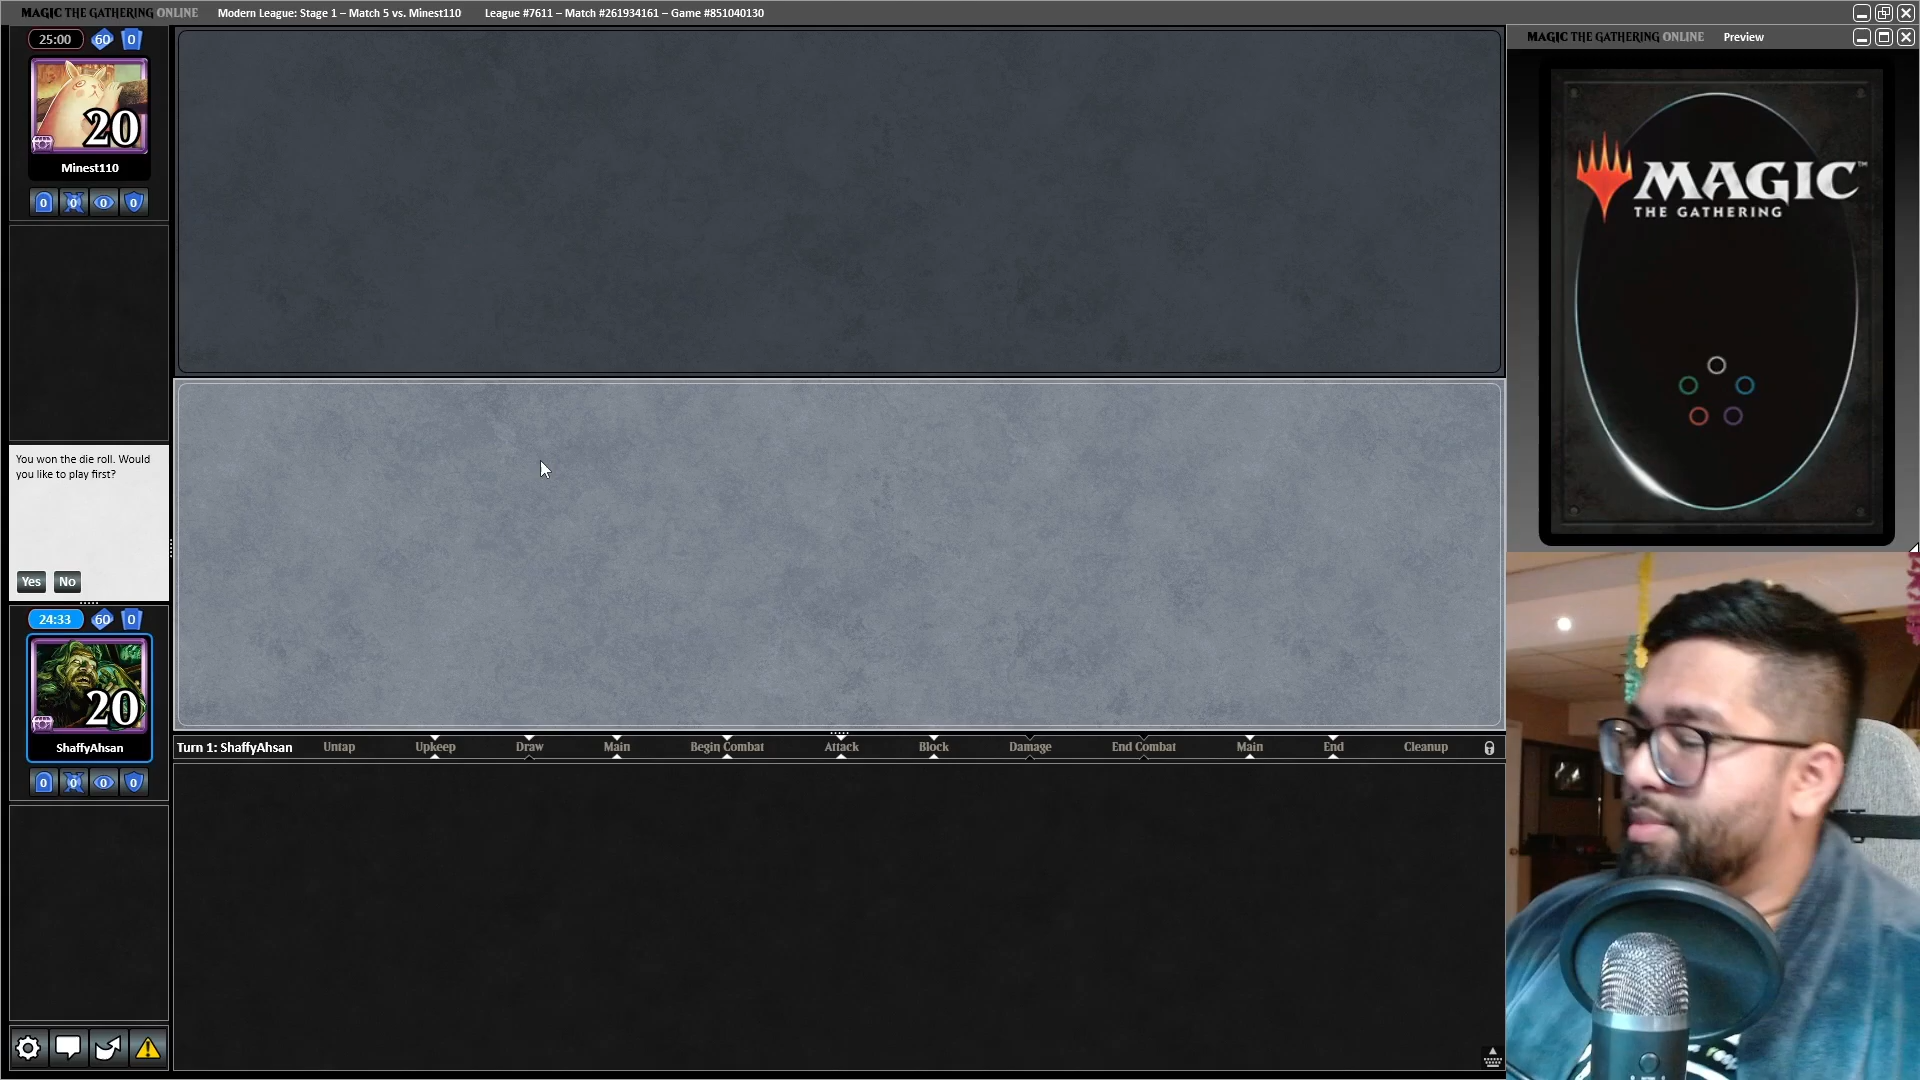 MAGIC THE GATHERING ONLINE Modern League: Stage 1 – Match 5 vs. Minest110 League #7611 – Match #261934161 – Game #851040130
MAGIC THE GATHERING ONLINE Preview
25:00 60 0
20
Minest110
0 0 0 0
MAGIC™
THE GATHERING
You won the die roll. Would
you like to play first?
Yes No
24:33 60 0
20
ShaffyAhsan
0 0 0 0
Turn 1: ShaffyAhsan Untap Upkeep Draw Main Begin Combat Attack Block Damage End Combat Main End Cleanup